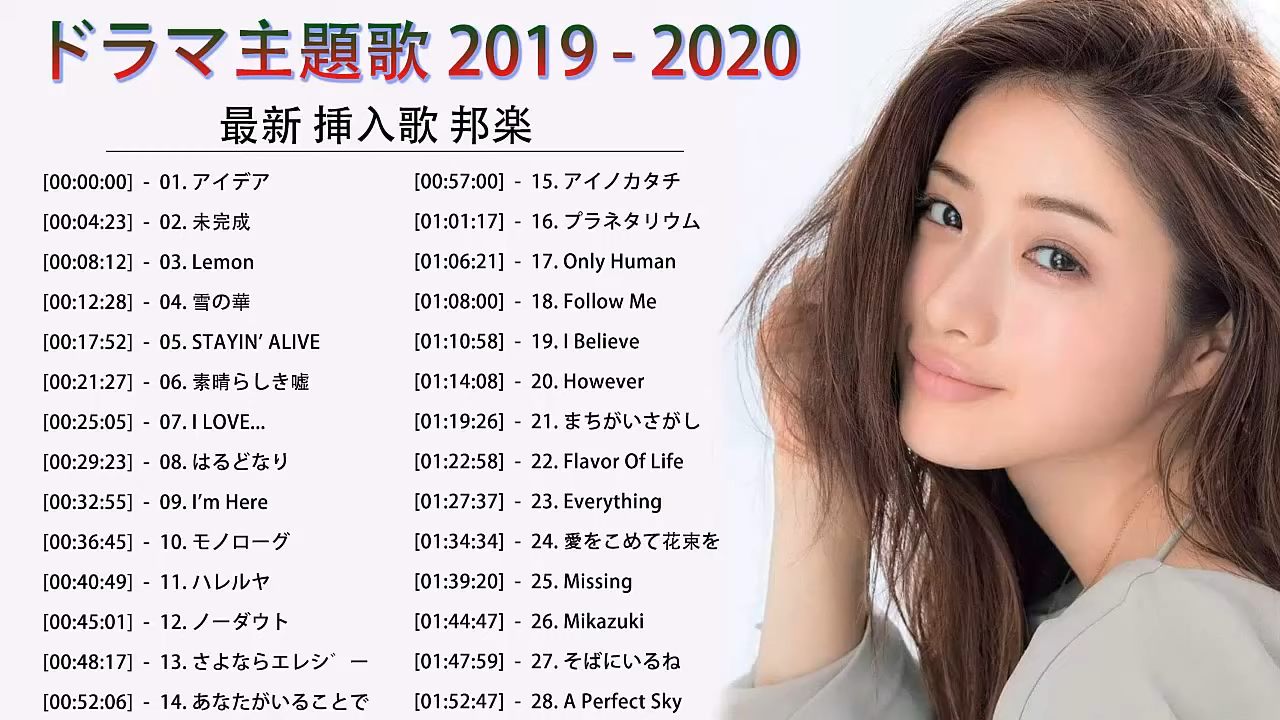 ドラマ主題歌 2019 - 2020
最新 挿入歌 邦楽
[00:00:00] - 01. アイデア
[00:04:23] - 02. 未完成
[00:08:12] - 03. Lemon
[00:12:28] - 04. 雪の華
[00:17:52] - 05. STAYIN’ ALIVE
[00:21:27] - 06. 素晴らしき嘘
[00:25:05] - 07. I LOVE...
[00:29:23] - 08. はるどなり
[00:32:55] - 09. I’m Here
[00:36:45] - 10. モノローグ
[00:40:49] - 11. ハレルヤ
[00:45:01] - 12. ノーダウト
[00:48:17] - 13. さよならエレシ゛ー
[00:52:06] - 14. あなたがいることで
[00:57:00] - 15. アイノカタチ
[01:01:17] - 16. プラネタリウム
[01:06:21] - 17. Only Human
[01:08:00] - 18. Follow Me
[01:10:58] - 19. I Believe
[01:14:08] - 20. However
[01:19:26] - 21. まちがいさがし
[01:22:58] - 22. Flavor Of Life
[01:27:37] - 23. Everything
[01:34:34] - 24. 愛をこめて花束を
[01:39:20] - 25. Missing
[01:44:47] - 26. Mikazuki
[01:47:59] - 27. そばにいるね
[01:52:47] - 28. A Perfect Sky